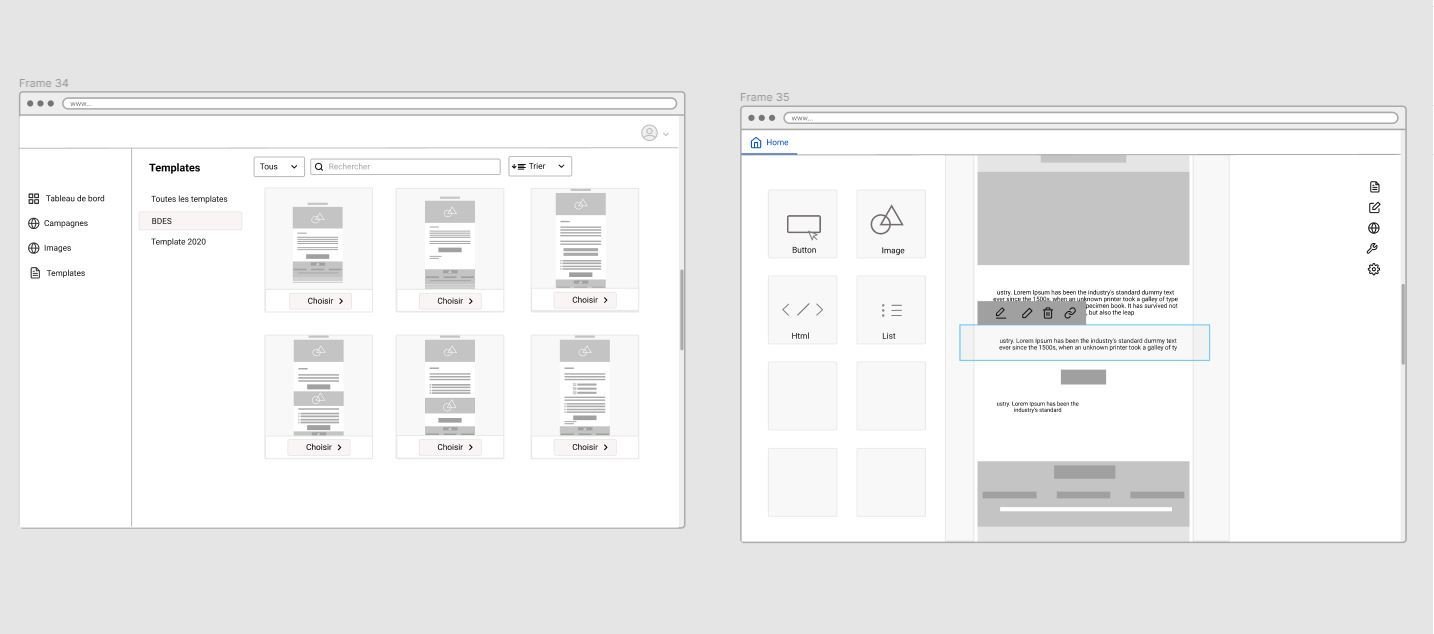 Frame 34
www...
Templates
Tous
Rechercher
Trier
Tableau de bord
Campagnes
Images
Templates
Toutes les templates
BDES
Template 2020
Choisir
Choisir
Choisir
Choisir
Choisir
Choisir
Frame 35
www...
Home
Button
Image
Html
List
ustry. Lorem Ipsum has been the industry's standard dummy text
ever since the 1500s, when an unknown printer took a galley of type
pecimen book. It has survived not
, but also the leap
ustry. Lorem Ipsum has been the industry's standard dummy text
ever since the 1500s, when an unknown printer took a galley of ty
ustry. Lorem Ipsum has been the
industry's standard